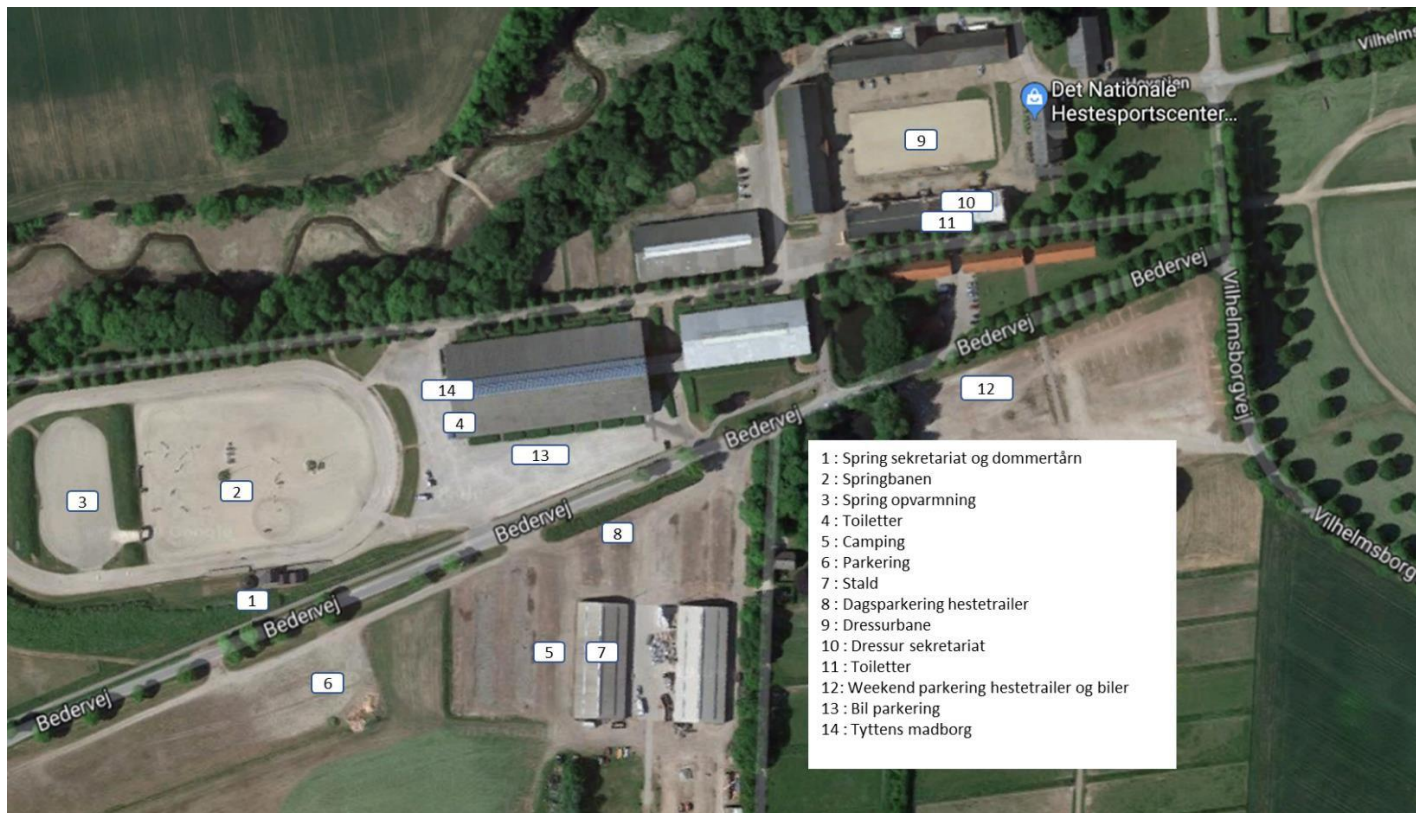 Vilhelms
Hovstien
Det Nationale
Hestesportscenter...
9
10
11
Bedervej
Vilhelmsborgvej
Bedervej
12
14
4
Bedervej
13
2
3
Bedervej
8
Vilhelmsborg
1
Bedervej
5
7
6
Bedervej
1 : Spring sekretariat og dommertårn
2 : Springbanen
3 : Spring opvarmning
4 : Toiletter
5 : Camping
6 : Parkering
7 : Stald
8 : Dagsparkering hestetrailer
9 : Dressurbane
10 : Dressur sekretariat
11 : Toiletter
12: Weekend parkering hestetrailer og biler
13 : Bil parkering
14 : Tyttens madborg